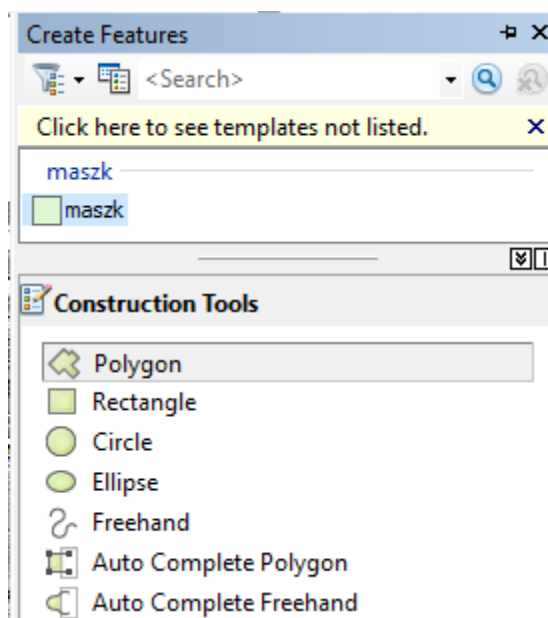 Create Features
<Search>
Click here to see templates not listed.
maszk
maszk
Construction Tools
Polygon
Rectangle
Circle
Ellipse
Freehand
Auto Complete Polygon
Auto Complete Freehand